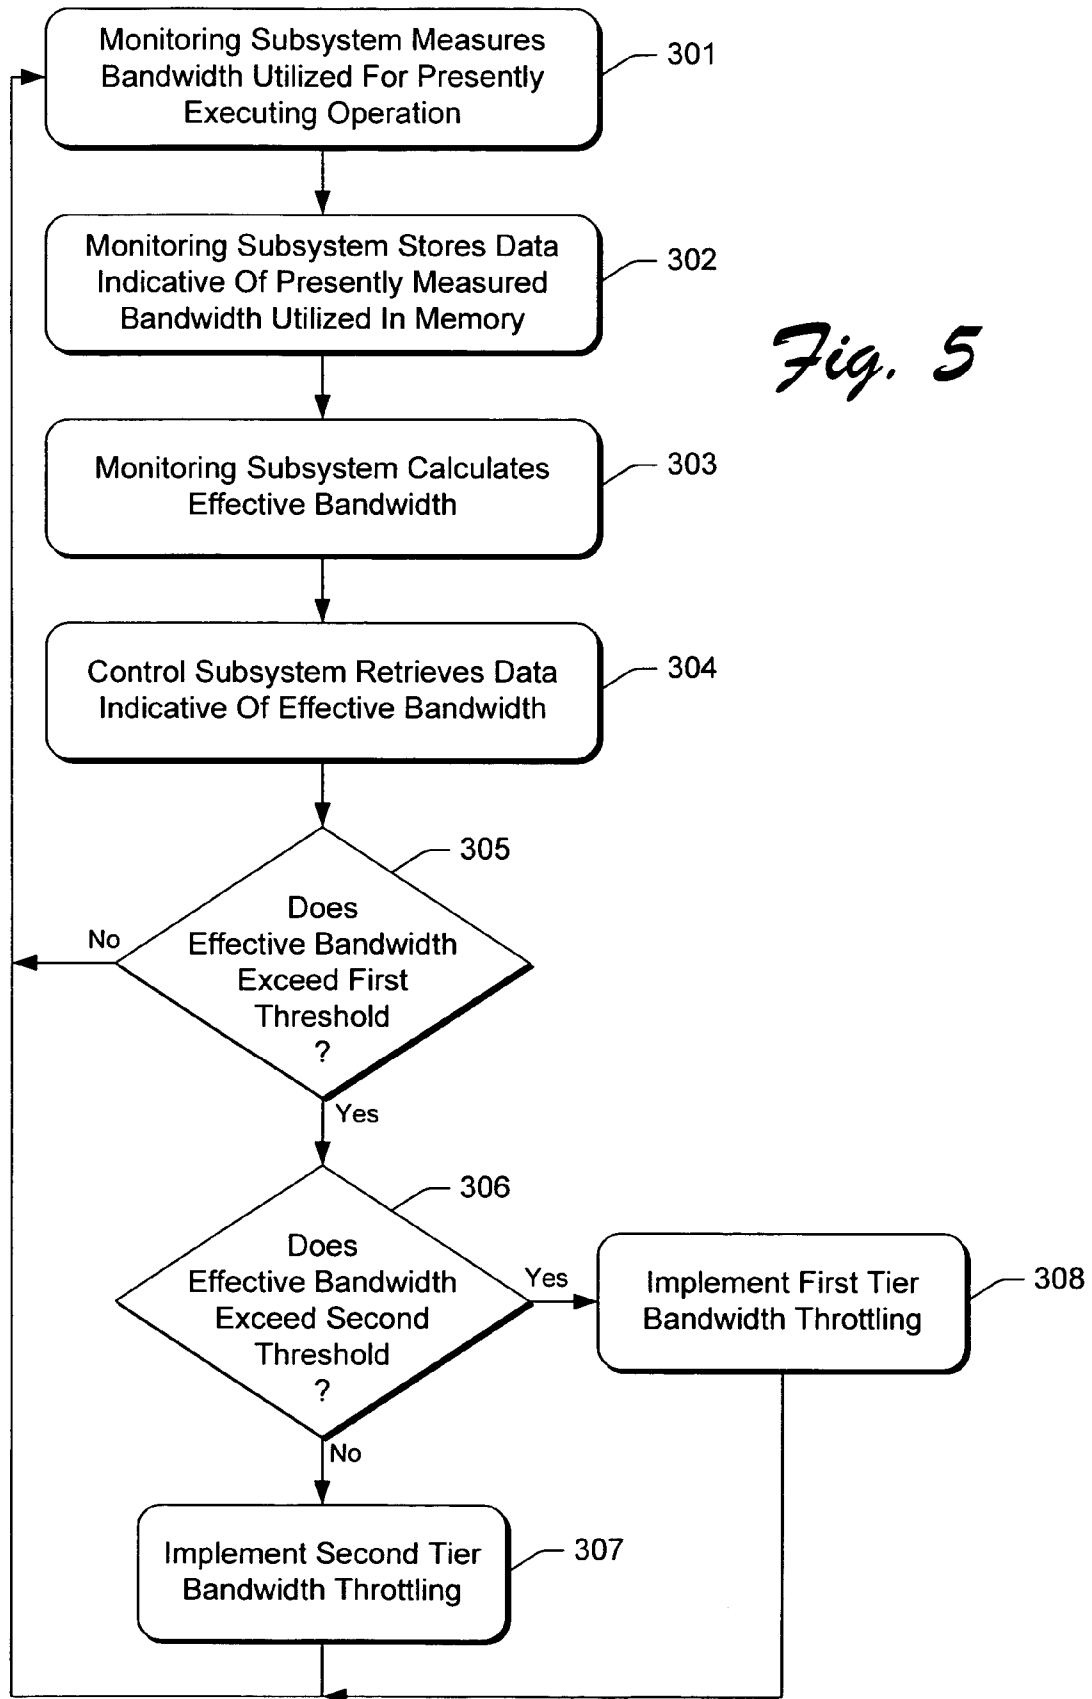 Monitoring Subsystem Measures
Bandwidth Utilized For Presently
Executing Operation
301
Monitoring Subsystem Stores Data
Indicative Of Presently Measured
Bandwidth Utilized In Memory
302
Fig. 5
Monitoring Subsystem Calculates
Effective Bandwidth
303
Control Subsystem Retrieves Data
Indicative Of Effective Bandwidth
304
305
Does
Effective Bandwidth
Exceed First
Threshold
?
No
Yes
306
Does
Effective Bandwidth
Exceed Second
Threshold
?
Yes
Implement First Tier
Bandwidth Throttling
308
No
Implement Second Tier
Bandwidth Throttling
307